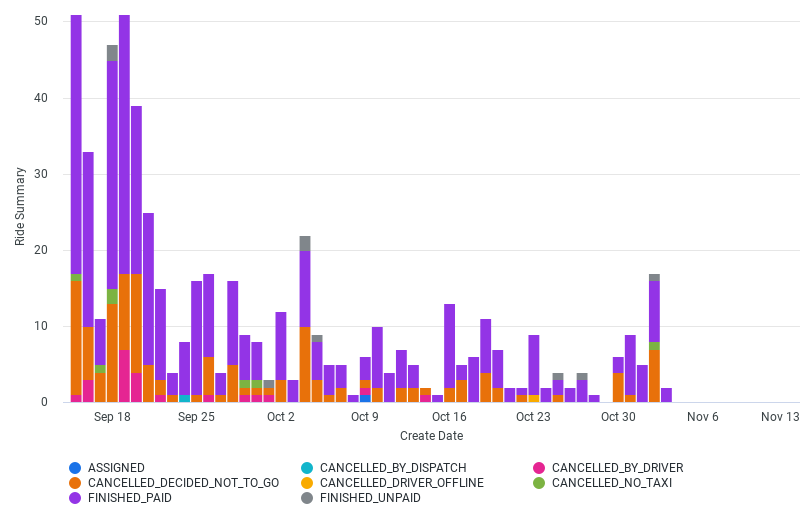 50
40
30
20
10
0
Ride Summary
Sep 18 Sep 25 Oct 2 Oct 9 Oct 16 Oct 23 Oct 30 Nov 6 Nov 13
Create Date
ASSIGNED CANCELLED_BY_DISPATCH CANCELLED_BY_DRIVER
CANCELLED_DECIDED_NOT_TO_GO CANCELLED_DRIVER_OFFLINE CANCELLED_NO_TAXI
FINISHED_PAID FINISHED_UNPAID